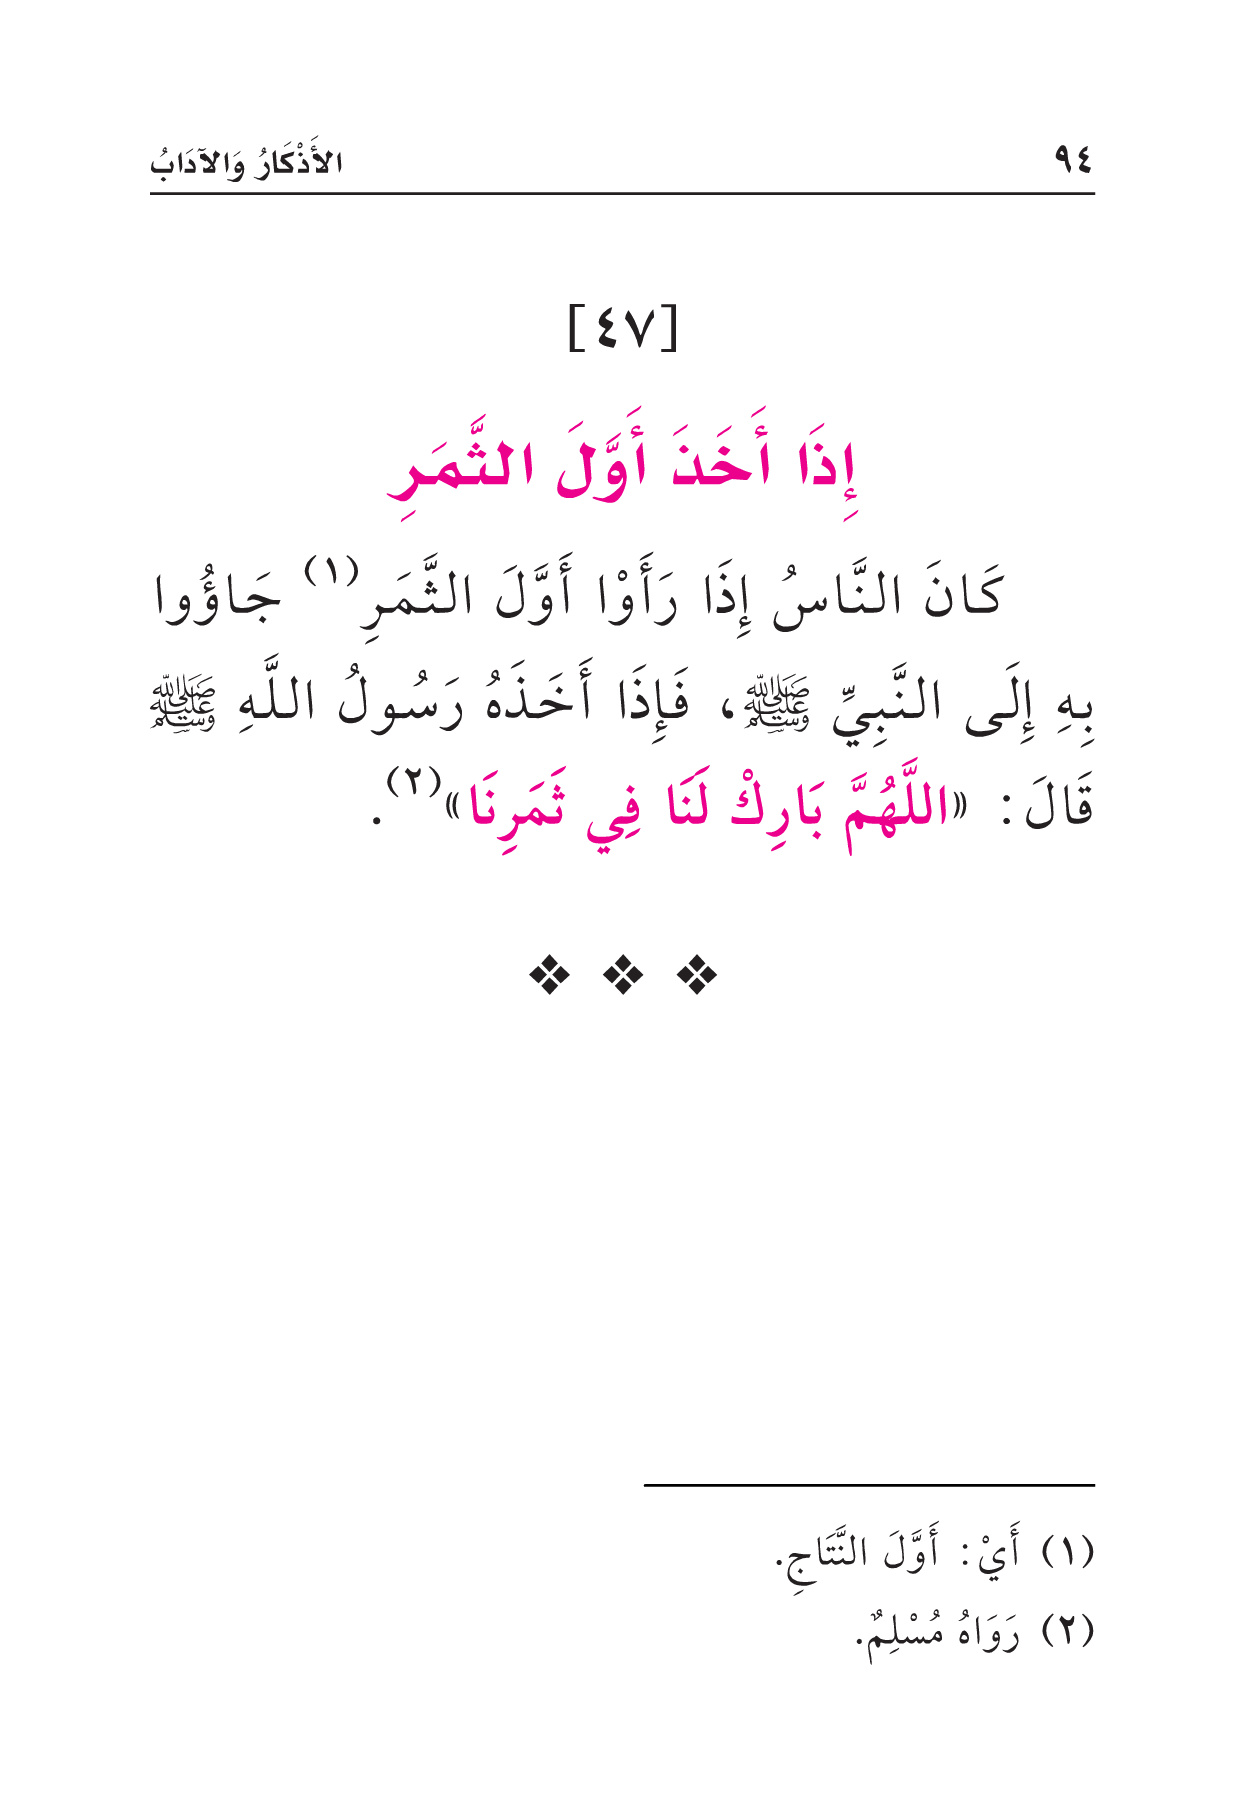 ٩٤
الأَذْكَارُ وَالآدَابُ
[٤٧]
إِذَا أَخَذَ أَوَّلَ الثَّمَرِ
كَانَ النَّاسُ إِذَا رَأَوْا أَوَّلَ الثَّمَرِ(١) جَاؤُوا
بِهِ إِلَى النَّبِيِّ ﷺ، فَإِذَا أَخَذَهُ رَسُولُ اللَّهِ ﷺ
قَالَ: «اللَّهُمَّ بَارِكْ لَنَا فِي ثَمَرِنَا»(٢).
(١) أَيْ: أَوَّلَ النَّتَاجِ.
(٢) رَوَاهُ مُسْلِمٌ.